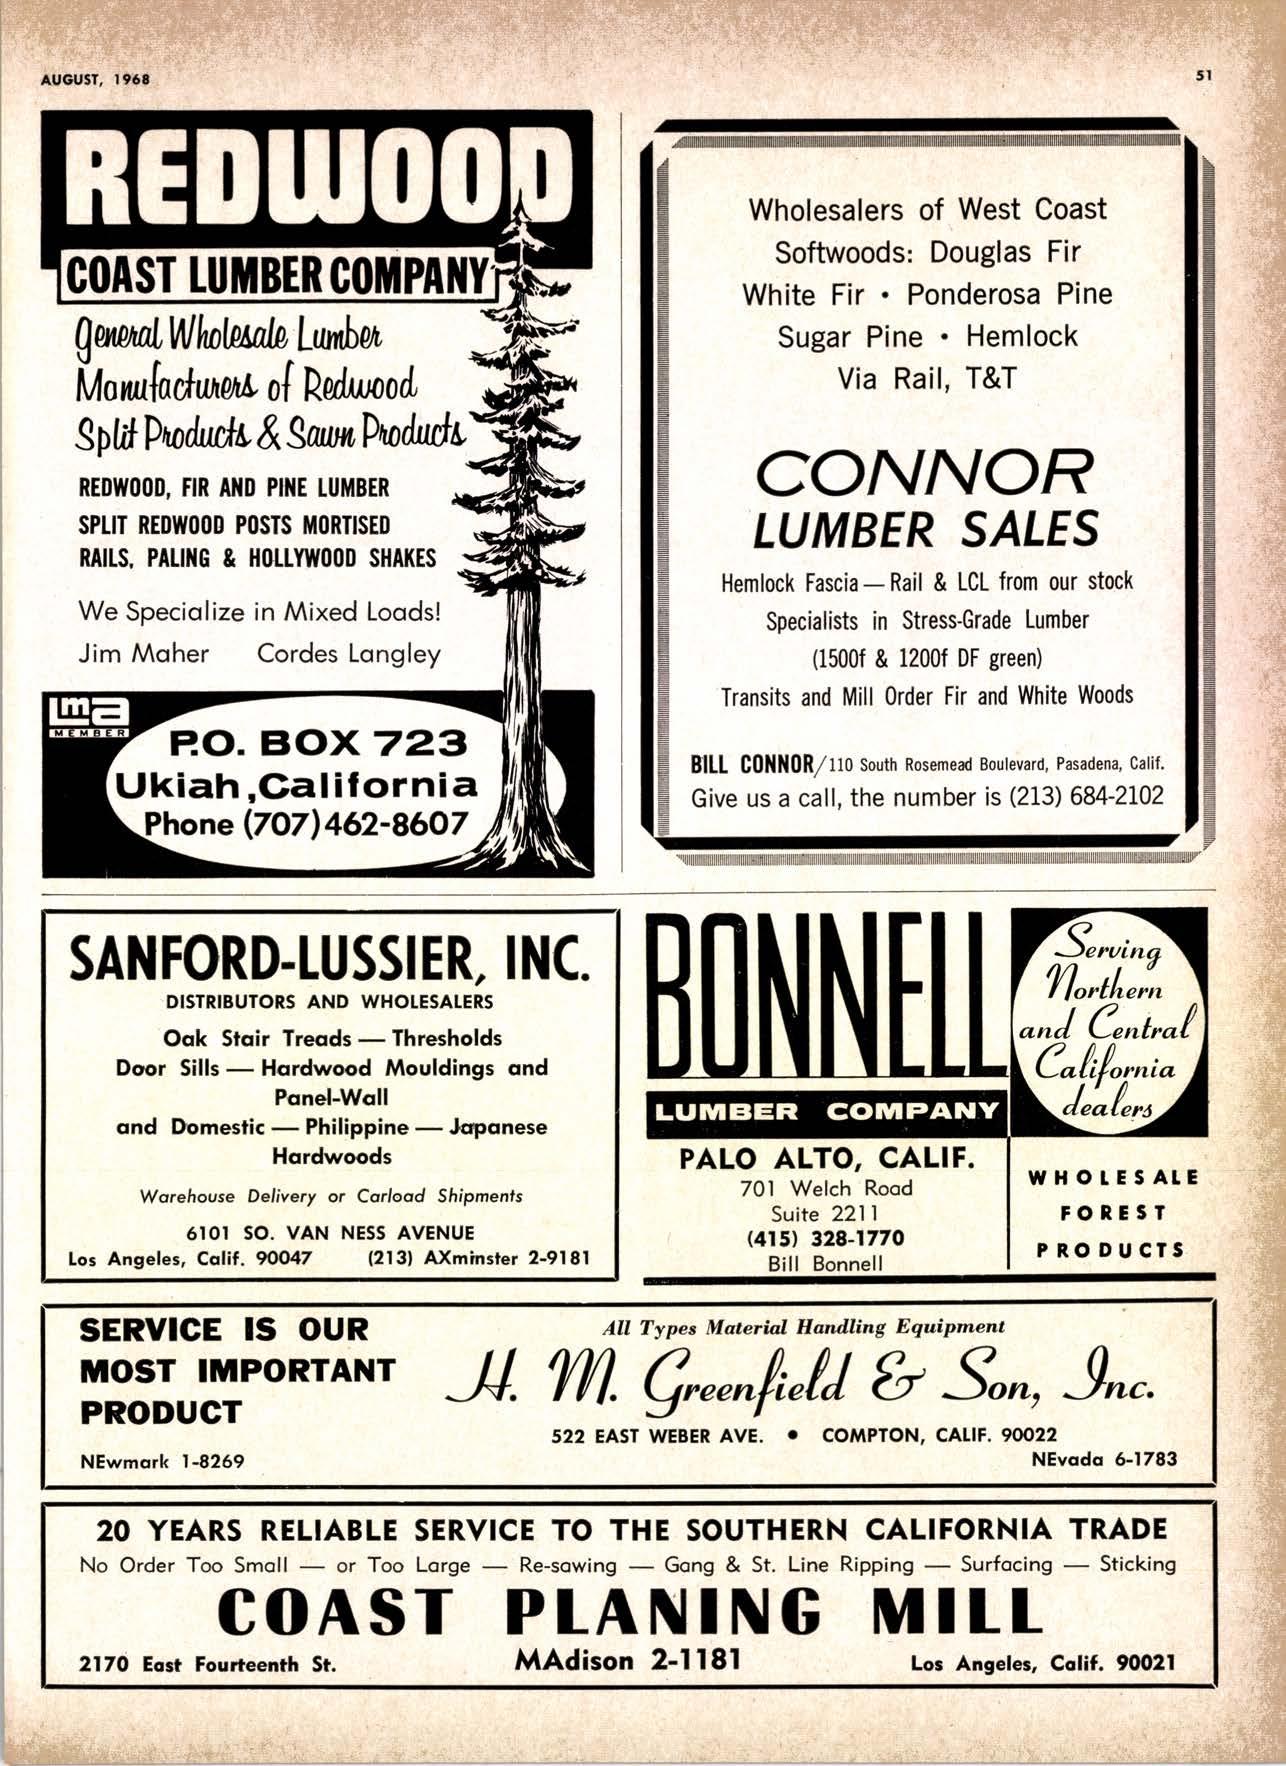 AUGUST, 1968
51
REDWOOD
COAST LUMBER COMPANY
General Wholesale Lumber
Manufacturers of Redwood
Split Products & Sawn Products
REDWOOD, FIR AND PINE LUMBER
SPLIT REDWOOD POSTS MORTISED
RAILS, PALING & HOLLYWOOD SHAKES
We Specialize in Mixed Loads!
Jim Maher Cordes Langley
Lma
MEMBER
P.O. BOX 723
Ukiah, California
Phone (707) 462-8607
Wholesalers of West Coast
Softwoods: Douglas Fir
White Fir • Ponderosa Pine
Sugar Pine • Hemlock
Via Rail, T&T
CONNOR
LUMBER SALES
Hemlock Fascia — Rail & LCL from our stock
Specialists in Stress-Grade Lumber
(1500f & 1200f DF green)
Transits and Mill Order Fir and White Woods
BILL CONNOR/110 South Rosemead Boulevard, Pasadena, Calif.
Give us a call, the number is (213) 684-2102
SANFORD-LUSSIER, INC.
DISTRIBUTORS AND WHOLESALERS
Oak Stair Treads — Thresholds
Door Sills — Hardwood Mouldings and
Panel-Wall
and Domestic — Philippine — Japanese
Hardwoods
Warehouse Delivery or Carload Shipments
6101 SO. VAN NESS AVENUE
Los Angeles, Calif. 90047 (213) AXminster 2-9181
BONNELL
LUMBER COMPANY
PALO ALTO, CALIF.
701 Welch Road
Suite 2211
(415) 328-1770
Bill Bonnell
Serving
Northern
and Central
California
dealers
WHOLESALE
FOREST
PRODUCTS
SERVICE IS OUR
MOST IMPORTANT
PRODUCT
NEwmark 1-8269
All Types Material Handling Equipment
H. M. Greenfield & Son, Inc.
522 EAST WEBER AVE. • COMPTON, CALIF. 90022
NEvada 6-1783
20 YEARS RELIABLE SERVICE TO THE SOUTHERN CALIFORNIA TRADE
No Order Too Small — or Too Large — Re-sawing — Gang & St. Line Ripping — Surfacing — Sticking
COAST PLANING MILL
2170 East Fourteenth St. MAdison 2-1181 Los Angeles, Calif. 90021